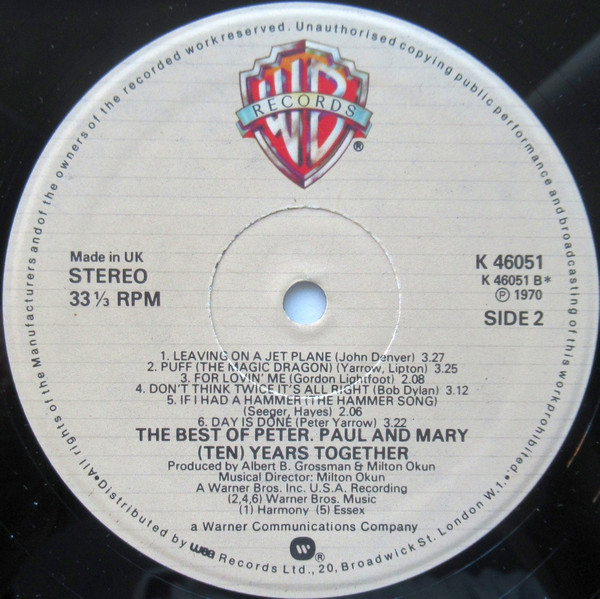 All rights of the Manufacturers and of the owners of the recorded work reserved. Unauthorised copying public performance and broadcasting of this work prohibited.
WB
RECORDS
®
Made in UK
STEREO
33 1/3 RPM
K 46051
K 46051 B*
Ⓟ 1970
SIDE 2
1. LEAVING ON A JET PLANE (John Denver) 3.27
2. PUFF (THE MAGIC DRAGON) (Yarrow, Lipton) 3.25
3. FOR LOVIN' ME (Gordon Lightfoot) 2.08
4. DON'T THINK TWICE IT'S ALL RIGHT (Bob Dylan) 3.12
5. IF I HAD A HAMMER (THE HAMMER SONG)
(Seeger, Hayes) 2.06
6. DAY IS DONE (Peter Yarrow) 3.22
THE BEST OF PETER. PAUL AND MARY
(TEN) YEARS TOGETHER
Produced by Albert B. Grossman & Milton Okun
Musical Director: Milton Okun
A Warner Bros. Inc. U.S.A. Recording
(2,4,6) Warner Bros. Music
(1) Harmony (5) Essex
a Warner Communications Company
®
•Distributed by wea Records Ltd., 20, Broadwick St. London W.1.•